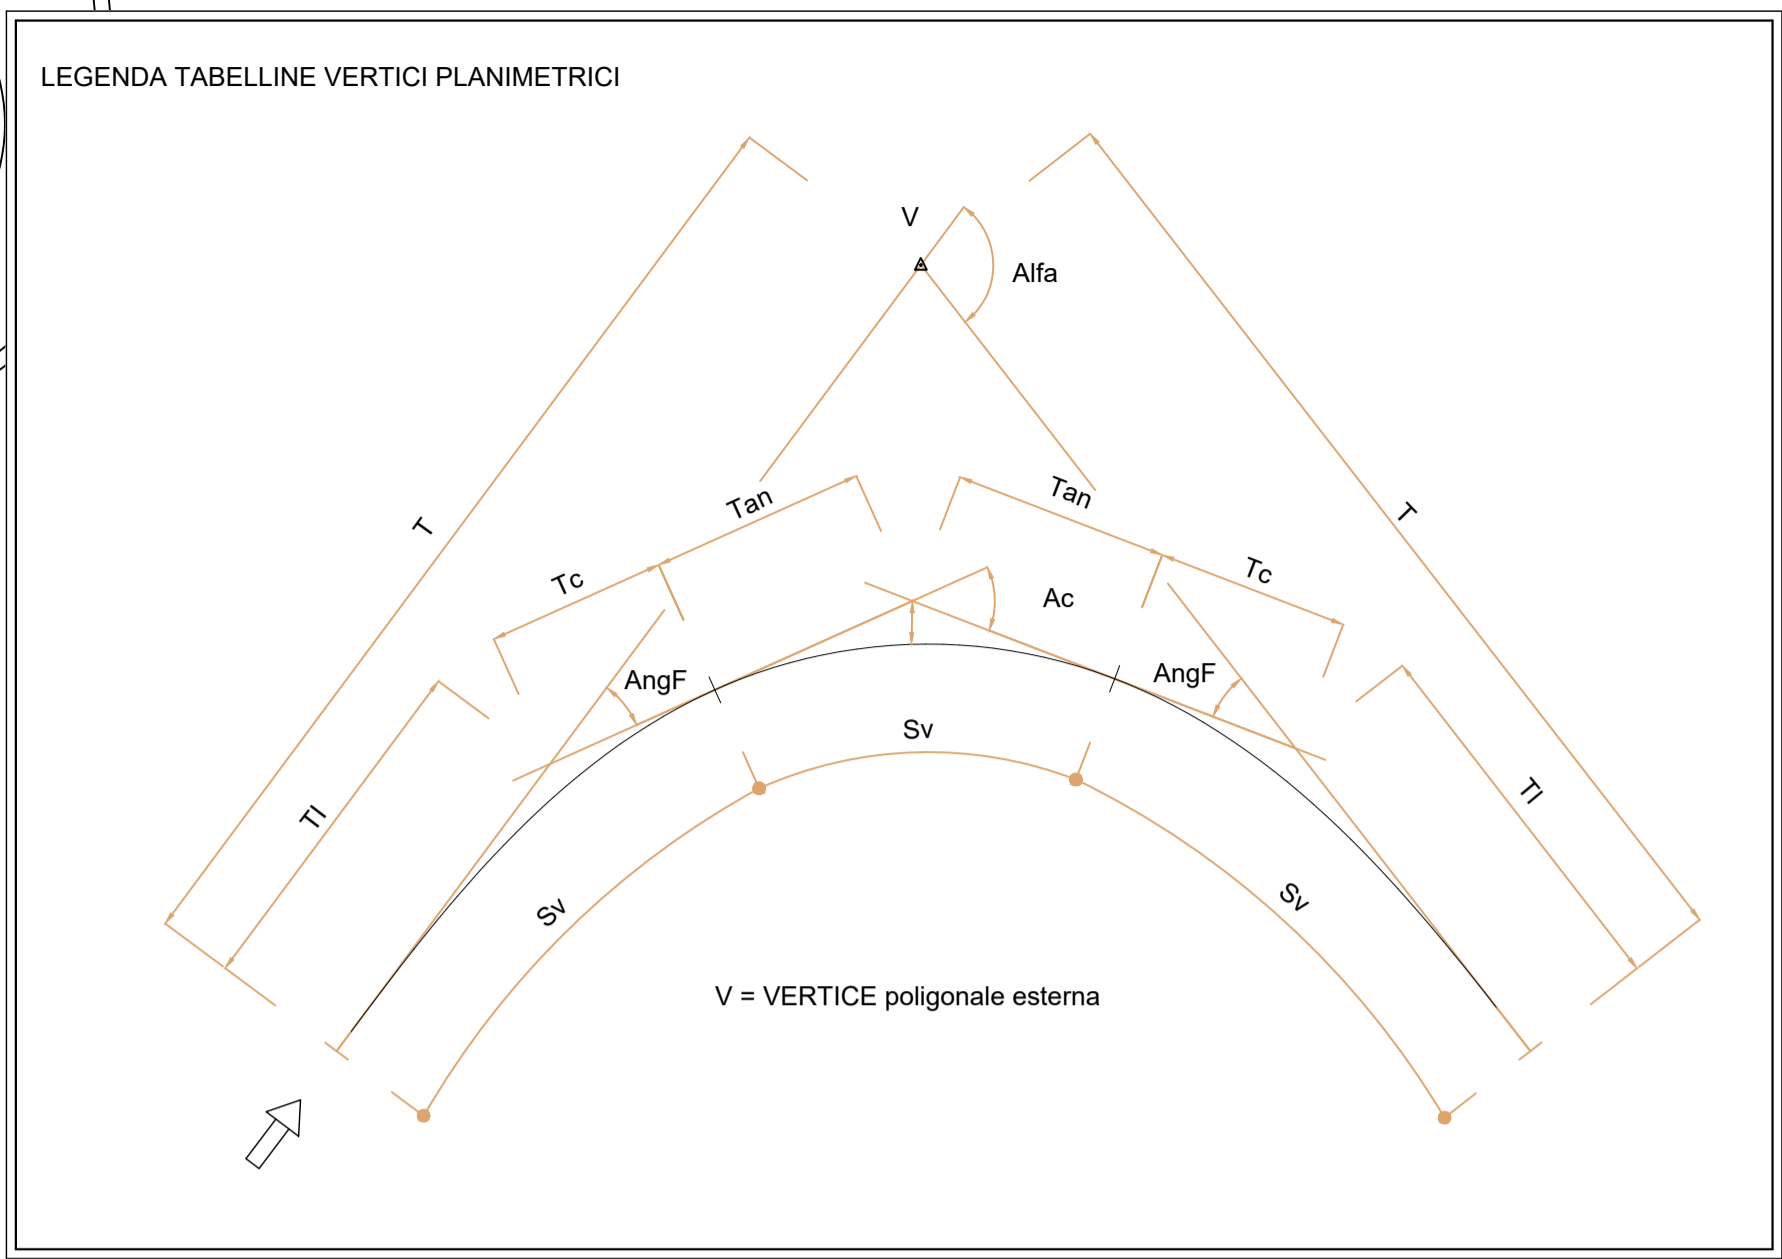 LEGENDA TABELLINE VERTICI PLANIMETRICI
V
Alfa
T
T
Tan
Tan
Tc
Tc
Ac
AngF
AngF
Sv
Tl
Tl
Sv
Sv
V = VERTICE poligonale esterna